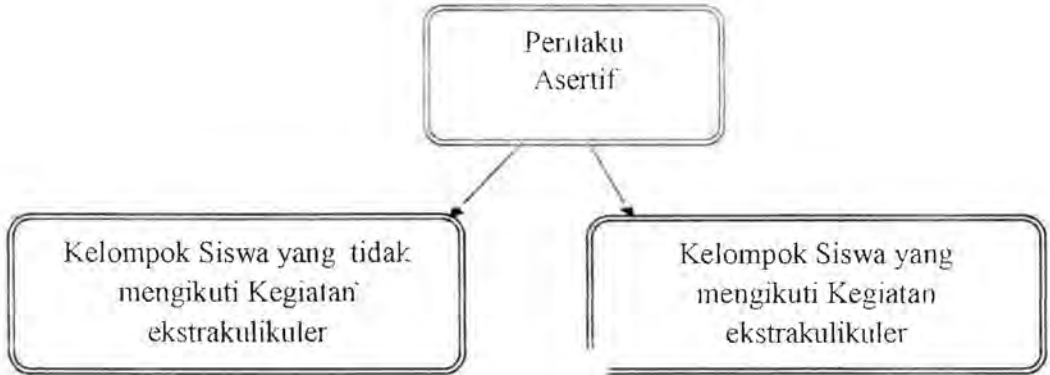 Perilaku
Asertif
Kelompok Siswa yang tidak
mengikuti Kegiatan
ekstrakulikuler
Kelompok Siswa yang
mengikuti Kegiatan
ekstrakulikuler